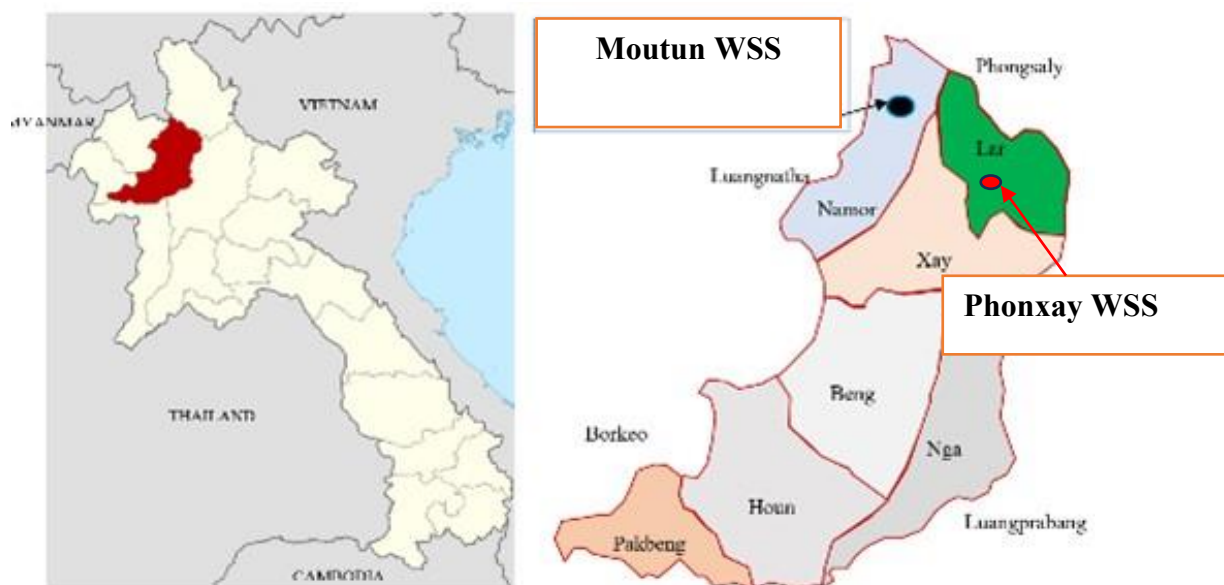 VIETNAM
MYANMAR
THAILAND
CAMBODIA
Moutun WSS
Phongsaly
Lar
Luangnatha
Namor
Xay
Phonxay WSS
Beng
Borkeo
Nga
Houn
Luangprabang
Pakbeng